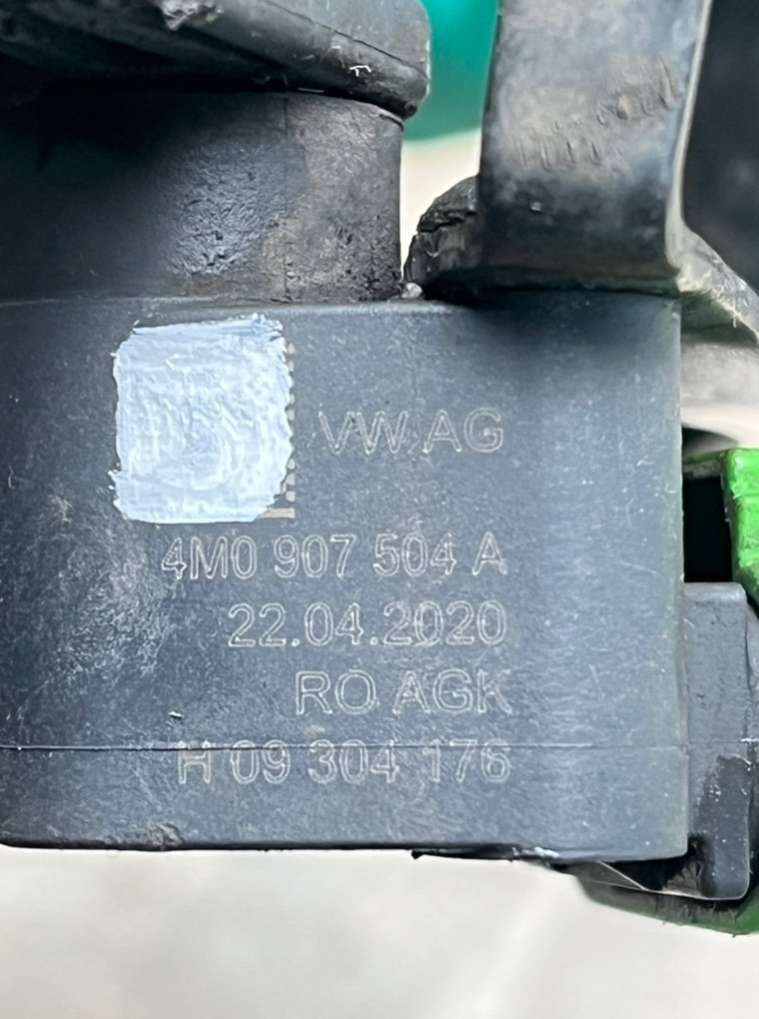 VW AG
4M0 907 504 A
22.04.2020
RO AGK
H 09 304 176